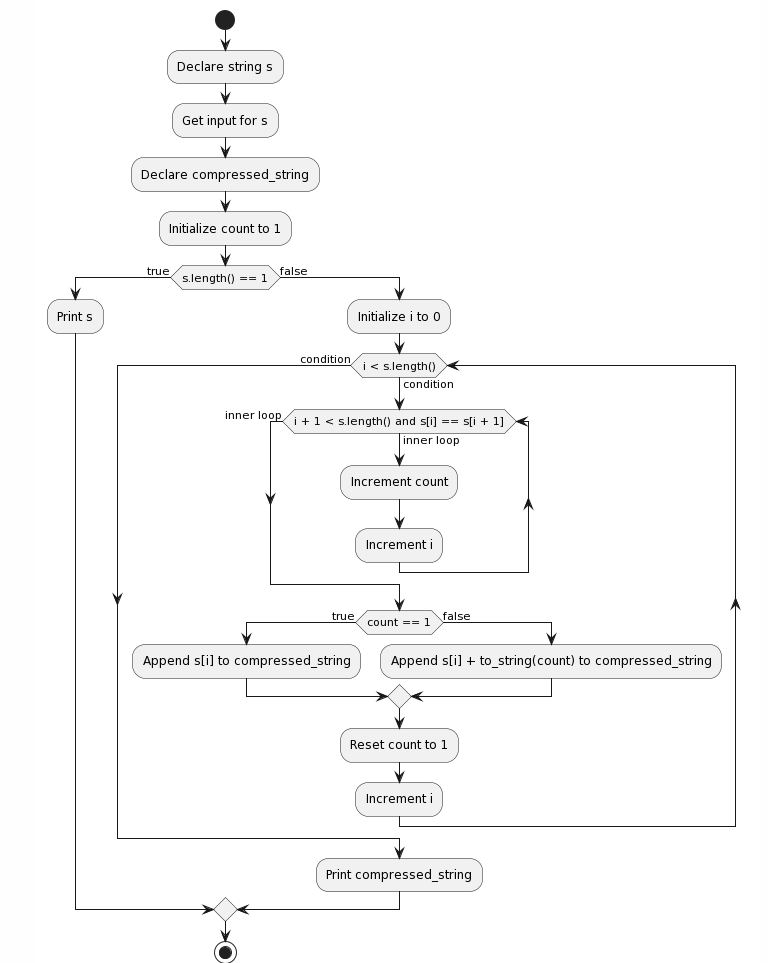 Declare string s
Get input for s
Declare compressed_string
Initialize count to 1
true
s.length() == 1
false
Print s
Initialize i to 0
condition
i < s.length()
condition
inner loop
i + 1 < s.length() and s[i] == s[i + 1]
inner loop
Increment count
Increment i
true
count == 1
false
Append s[i] to compressed_string
Append s[i] + to_string(count) to compressed_string
Reset count to 1
Increment i
Print compressed_string